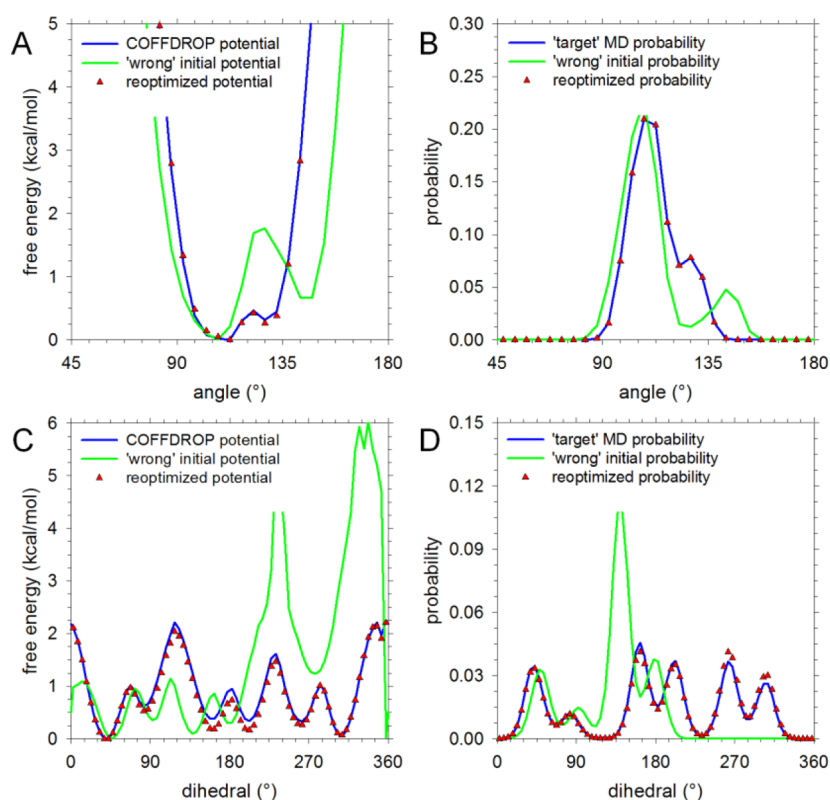 A
COFFDROP potential
'wrong' initial potential
reoptimized potential
free energy (kcal/mol)
5
4
3
2
1
0
45
90
135
180
angle (°)
B
'target' MD probability
'wrong' initial probability
reoptimized probability
probability
0.30
0.25
0.20
0.15
0.10
0.05
0.00
45
90
135
180
angle (°)
C
COFFDROP potential
'wrong' initial potential
reoptimized potential
free energy (kcal/mol)
6
5
4
3
2
1
0
0
90
180
270
360
dihedral (°)
D
'target' MD probability
'wrong' initial probability
reoptimized probability
probability
0.15
0.12
0.09
0.06
0.03
0.00
0
90
180
270
360
dihedral (°)